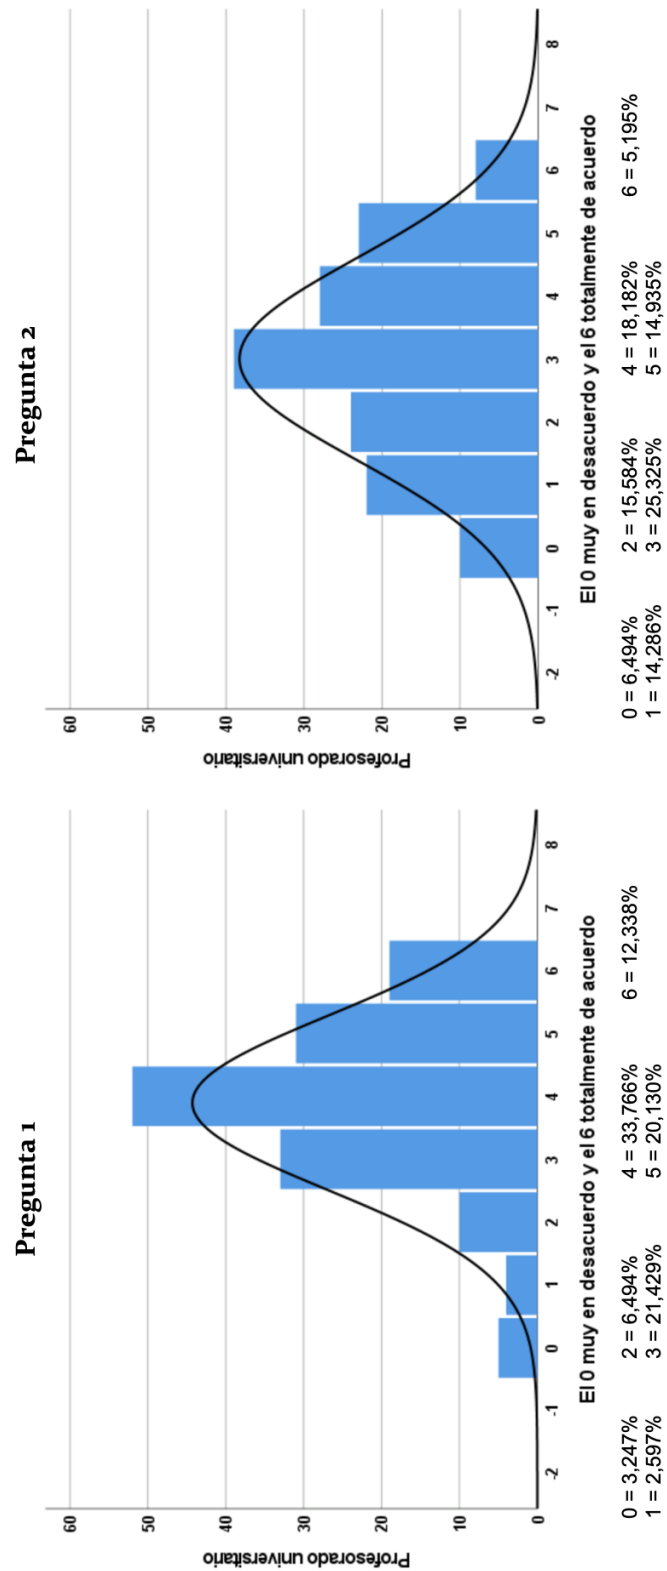 Pregunta 1
Profesorado universitario
60
50
40
30
20
10
0
-2 -1 0 1 2 3 4 5 6 7 8
El 0 muy en desacuerdo y el 6 totalmente de acuerdo
0 = 3,247% 2 = 6,494% 4 = 33,766% 6 = 12,338%
1 = 2,597% 3 = 21,429% 5 = 20,130%
Pregunta 2
Profesorado universitario
60
50
40
30
20
10
0
-2 -1 0 1 2 3 4 5 6 7 8
El 0 muy en desacuerdo y el 6 totalmente de acuerdo
0 = 6,494% 2 = 15,584% 4 = 18,182% 6 = 5,195%
1 = 14,286% 3 = 25,325% 5 = 14,935%